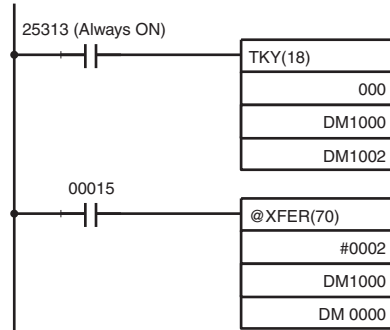 25313 (Always ON)
TKY(18)
000
DM1000
DM1002
00015
@XFER(70)
#0002
DM1000
DM 0000